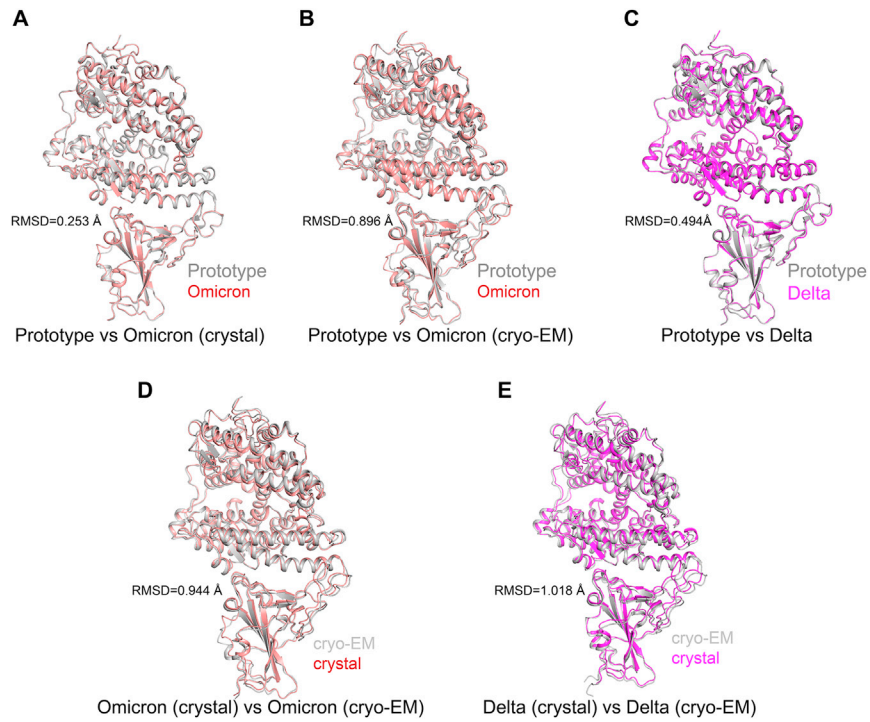 A
B
C
RMSD=0.253 Å
RMSD=0.896 Å
RMSD=0.494Å
Prototype
Omicron
Prototype
Omicron
Prototype
Delta
Prototype vs Omicron (crystal)
Prototype vs Omicron (cryo-EM)
Prototype vs Delta
D
E
RMSD=0.944 Å
RMSD=1.018 Å
cryo-EM
crystal
cryo-EM
crystal
Omicron (crystal) vs Omicron (cryo-EM)
Delta (crystal) vs Delta (cryo-EM)